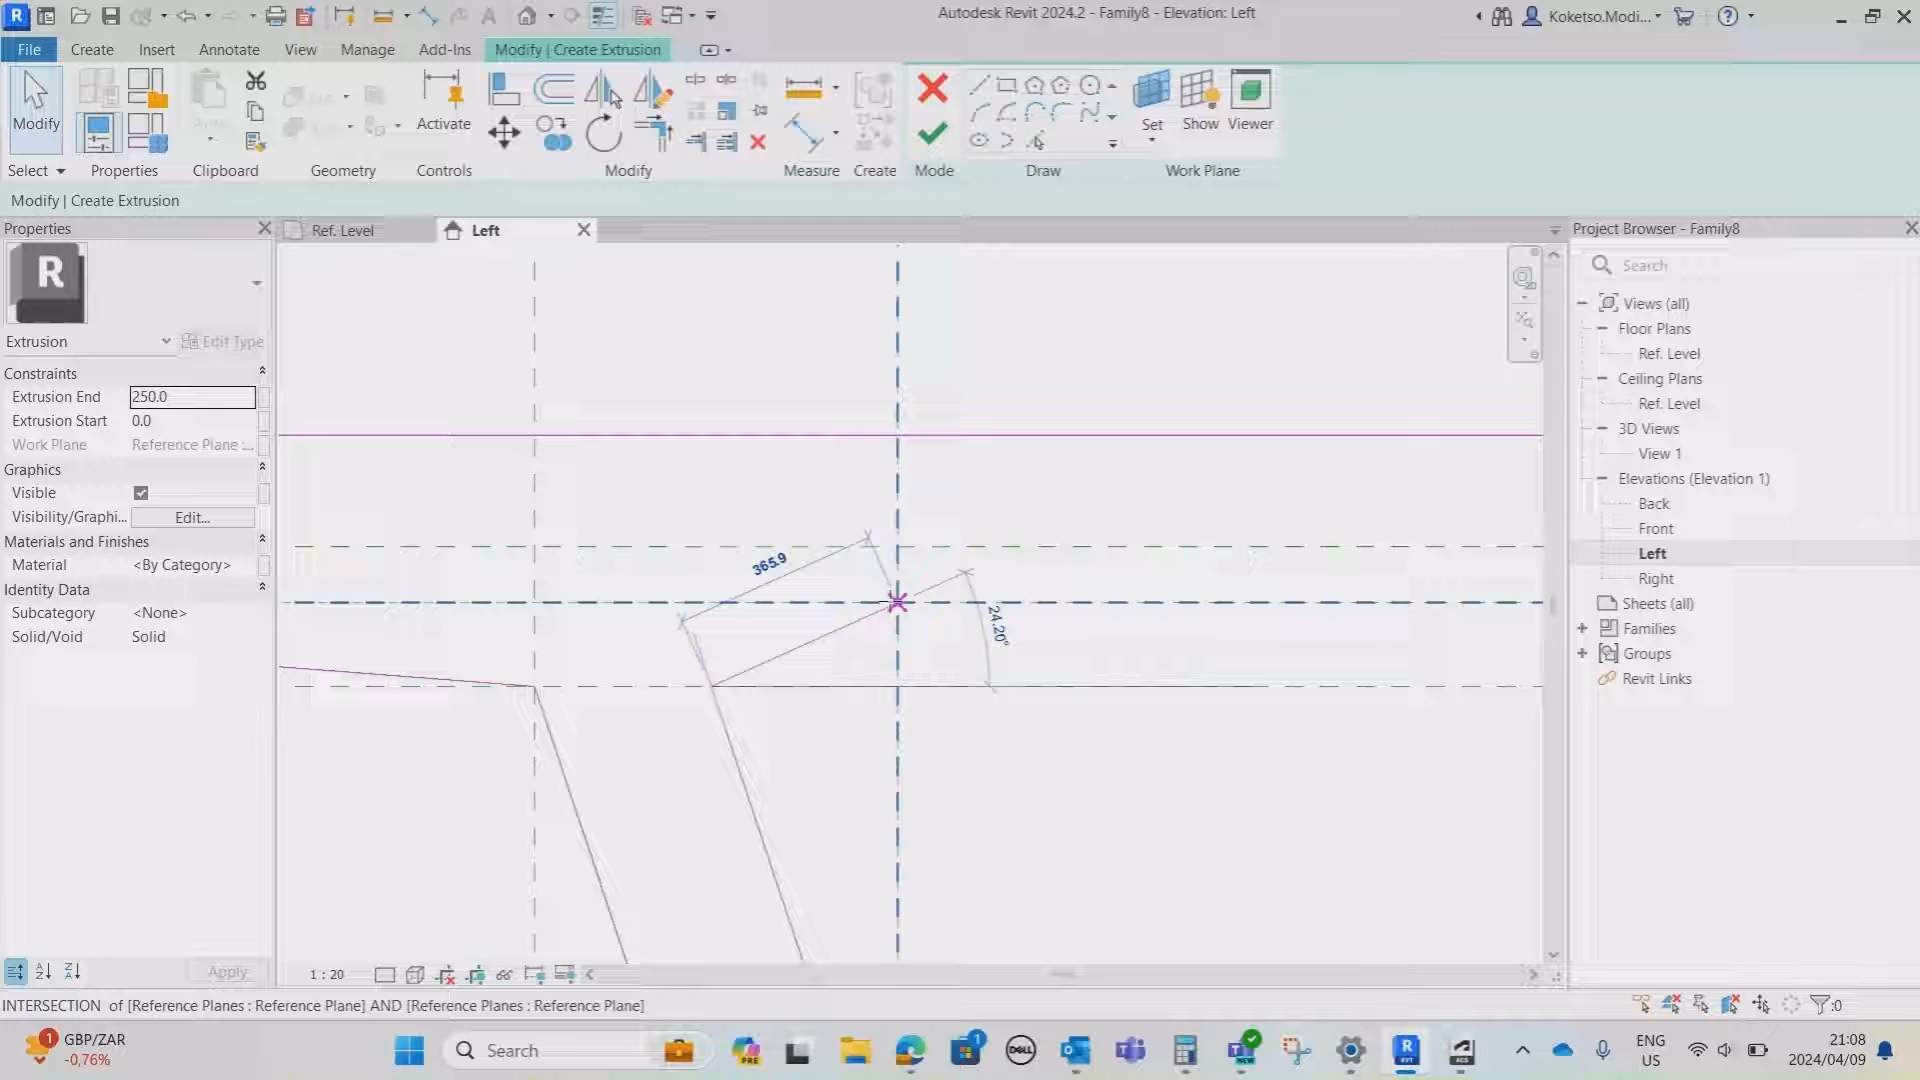 Autodesk Revit 2024.2 - Family8 - Elevation: Left
Koketso.Modi...
File
Create
Insert
Annotate
View
Manage
Add-Ins
Modify | Create Extrusion
Modify
Activate
Set
Show
Viewer
Select
Properties
Clipboard
Geometry
Controls
Modify
Measure
Create
Mode
Draw
Work Plane
Modify | Create Extrusion
Properties
R
Extrusion
Edit Type
Constraints
Extrusion End 250.0
Extrusion Start 0.0
Work Plane Reference Plane :...
Graphics
Visible
Visibility/Graphi... Edit...
Materials and Finishes
Material <By Category>
Identity Data
Subcategory <None>
Solid/Void Solid
Apply
Ref. Level
Left
365.9
24.20°
1 : 20
Project Browser - Family8
Search
Views (all)
Floor Plans
Ref. Level
Ceiling Plans
Ref. Level
3D Views
View 1
Elevations (Elevation 1)
Back
Front
Left
Right
Sheets (all)
Families
Groups
Revit Links
INTERSECTION of [Reference Planes : Reference Plane] AND [Reference Planes : Reference Plane]
:0
1
GBP/ZAR
-0,76%
Search
PRE
1
DELL
NEW
R
RVT
ENG
US
21:08
2024/04/09